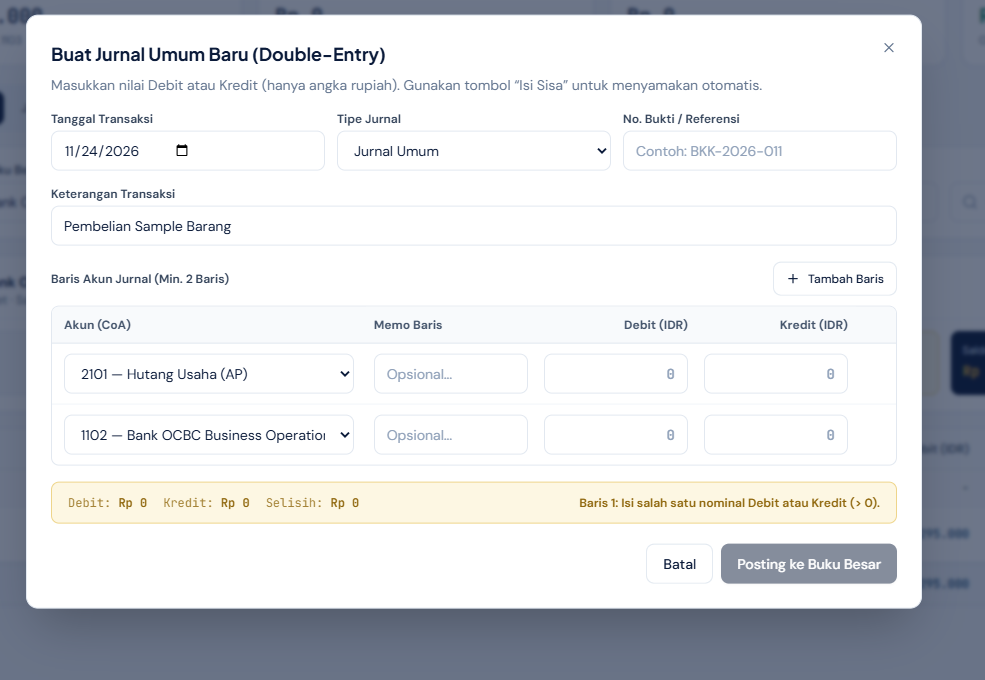 Buat Jurnal Umum Baru (Double-Entry)
Masukkan nilai Debit atau Kredit (hanya angka rupiah). Gunakan tombol “Isi Sisa” untuk menyamakan otomatis.
Tanggal Transaksi Tipe Jurnal No. Bukti / Referensi
11/24/2026 Jurnal Umum Contoh: BKK-2026-011
Keterangan Transaksi
Pembelian Sample Barang
Baris Akun Jurnal (Min. 2 Baris) + Tambah Baris
Akun (CoA) Memo Baris Debit (IDR) Kredit (IDR)
2101 — Hutang Usaha (AP) Opsional... 0 0
1102 — Bank OCBC Business Operation Opsional... 0 0
Debit: Rp 0 Kredit: Rp 0 Selisih: Rp 0 Baris 1: Isi salah satu nominal Debit atau Kredit (> 0).
Batal Posting ke Buku Besar